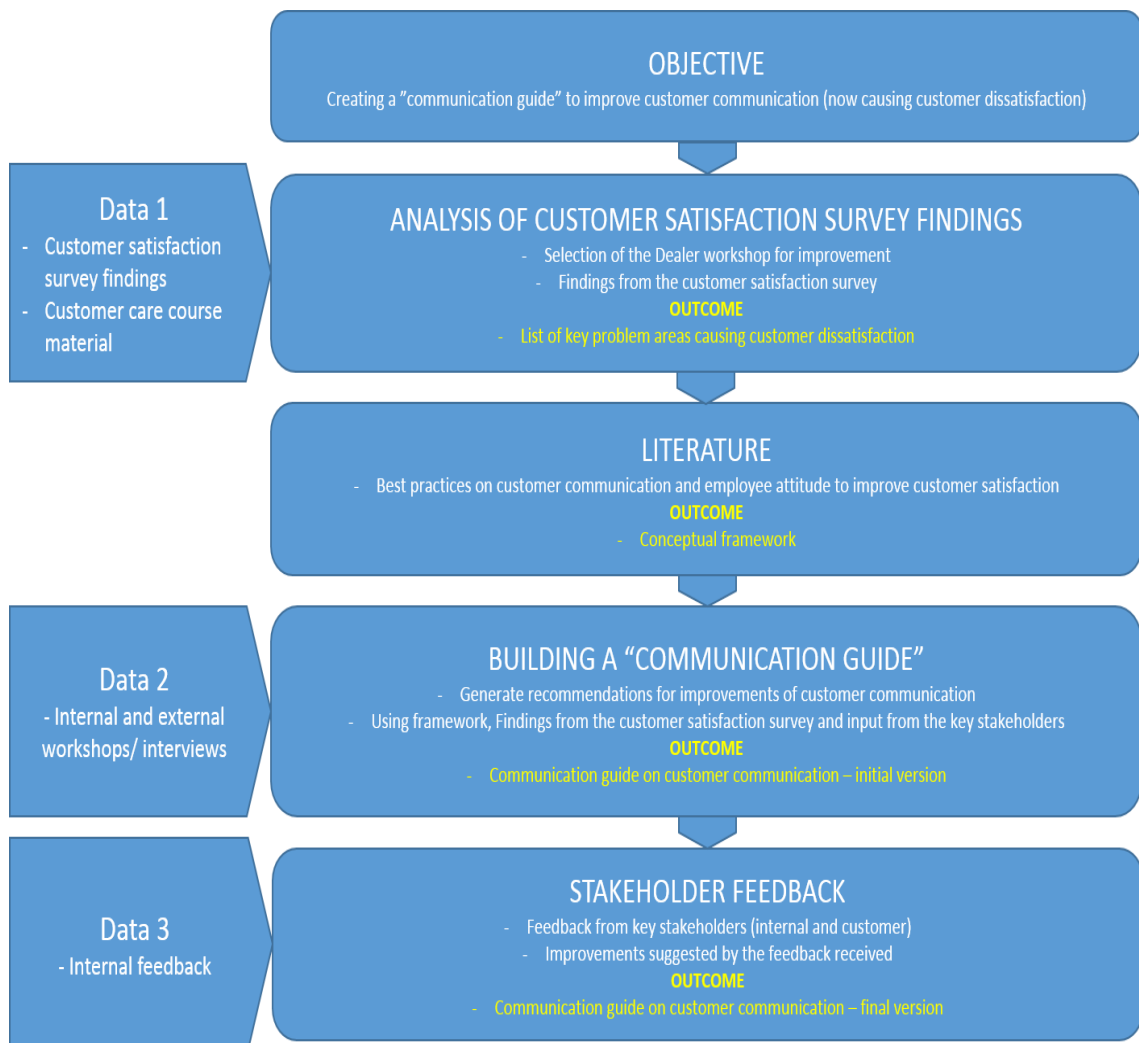 OBJECTIVE
Creating a ”communication guide” to improve customer communication (now causing customer dissatisfaction)
Data 1
- Customer satisfaction
survey findings
- Customer care course
material
ANALYSIS OF CUSTOMER SATISFACTION SURVEY FINDINGS
- Selection of the Dealer workshop for improvement
- Findings from the customer satisfaction survey
OUTCOME
- List of key problem areas causing customer dissatisfaction
LITERATURE
- Best practices on customer communication and employee attitude to improve customer satisfaction
OUTCOME
- Conceptual framework
Data 2
- Internal and external
workshops/ interviews
BUILDING A “COMMUNICATION GUIDE”
- Generate recommendations for improvements of customer communication
- Using framework, Findings from the customer satisfaction survey and input from the key stakeholders
OUTCOME
- Communication guide on customer communication – initial version
Data 3
- Internal feedback
STAKEHOLDER FEEDBACK
- Feedback from key stakeholders (internal and customer)
- Improvements suggested by the feedback received
OUTCOME
- Communication guide on customer communication – final version